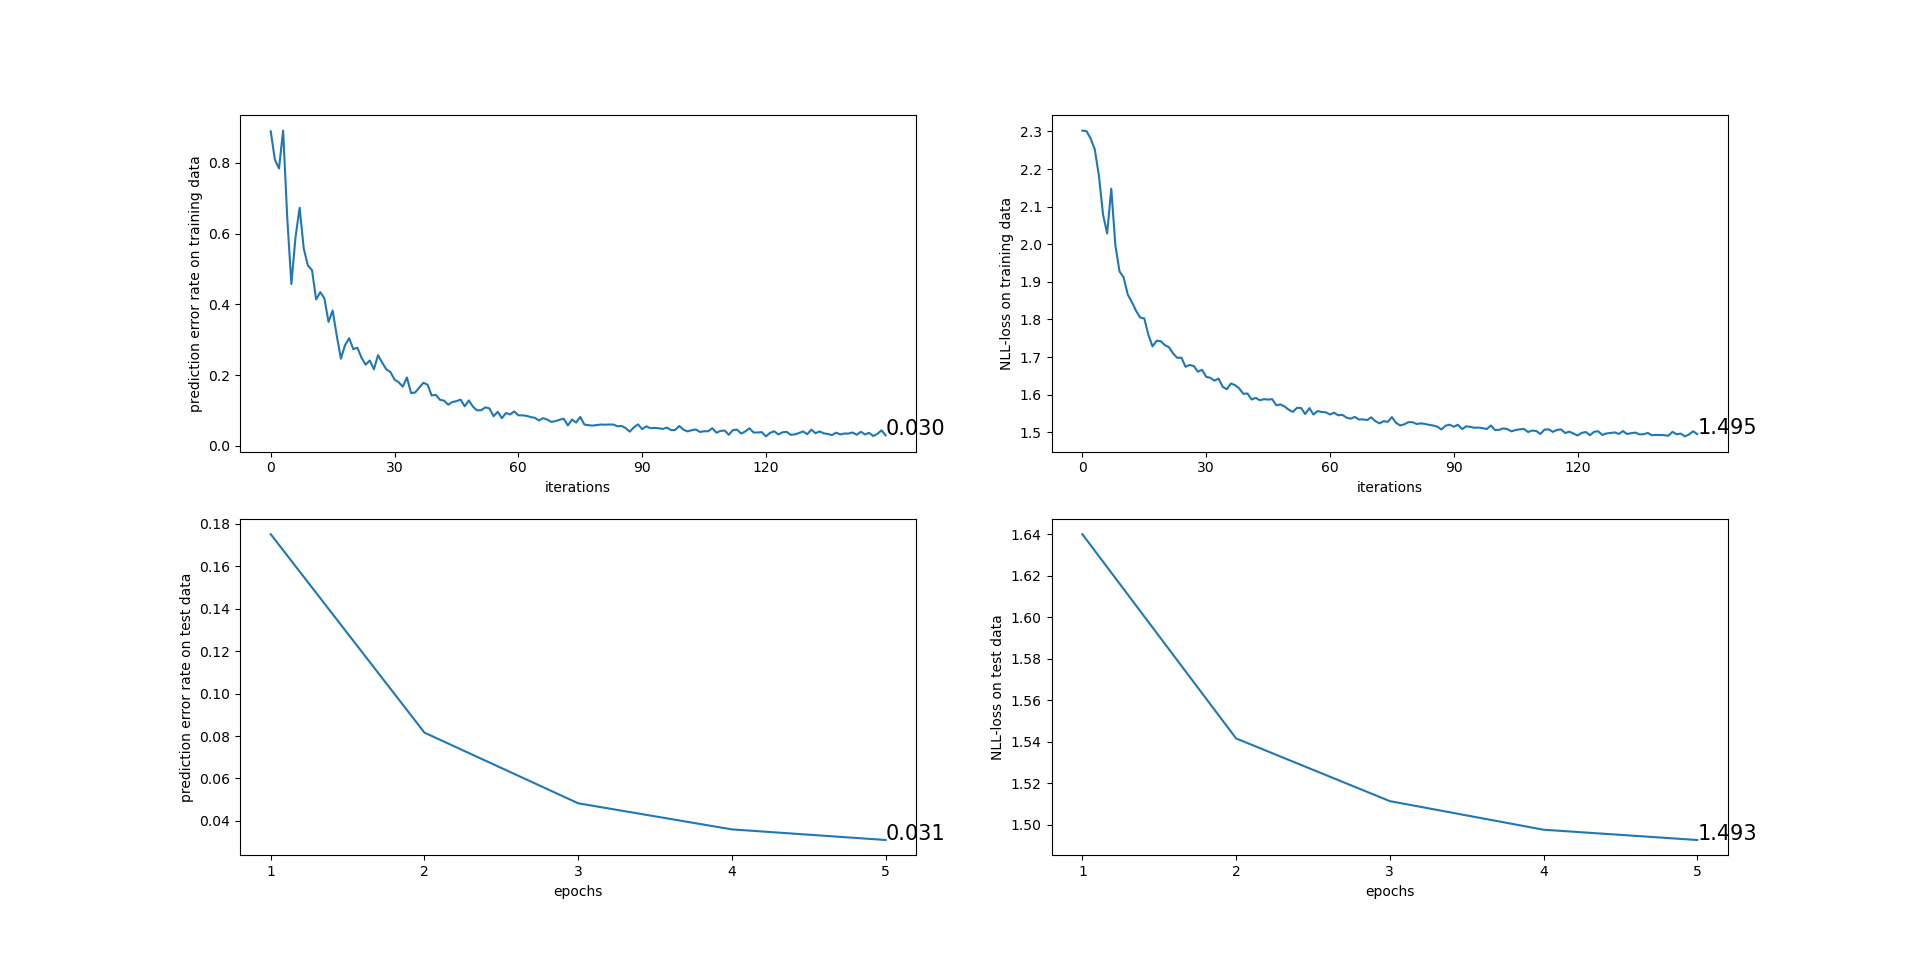 prediction error rate on training data
0.8
0.6
0.4
0.2
0.0
0.030
0 30 60 90 120
iterations
NLL-loss on training data
2.3
2.2
2.1
2.0
1.9
1.8
1.7
1.6
1.5
1.495
0 30 60 90 120
iterations
prediction error rate on test data
0.18
0.16
0.14
0.12
0.10
0.08
0.06
0.04
0.031
1 2 3 4 5
epochs
NLL-loss on test data
1.64
1.62
1.60
1.58
1.56
1.54
1.52
1.50
1.493
1 2 3 4 5
epochs